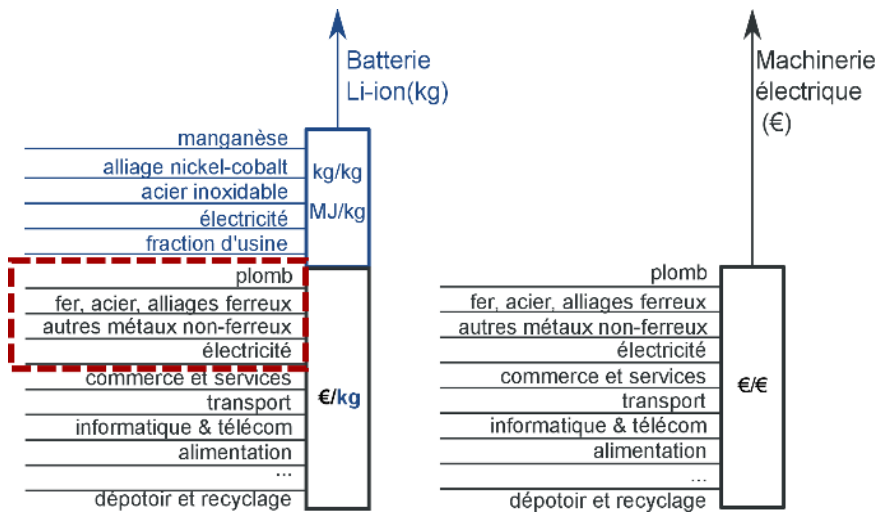 Batterie
Li-ion(kg)
manganèse
alliage nickel-cobalt
acier inoxidable
électricité
fraction d'usine
kg/kg
MJ/kg
plomb
fer, acier, alliages ferreux
autres métaux non-ferreux
électricité
commerce et services
transport
informatique & télécom
alimentation
...
dépotoir et recyclage
€/kg
Machinerie
électrique
(€)
plomb
fer, acier, alliages ferreux
autres métaux non-ferreux
électricité
commerce et services
transport
informatique & télécom
alimentation
...
dépotoir et recyclage
€/€